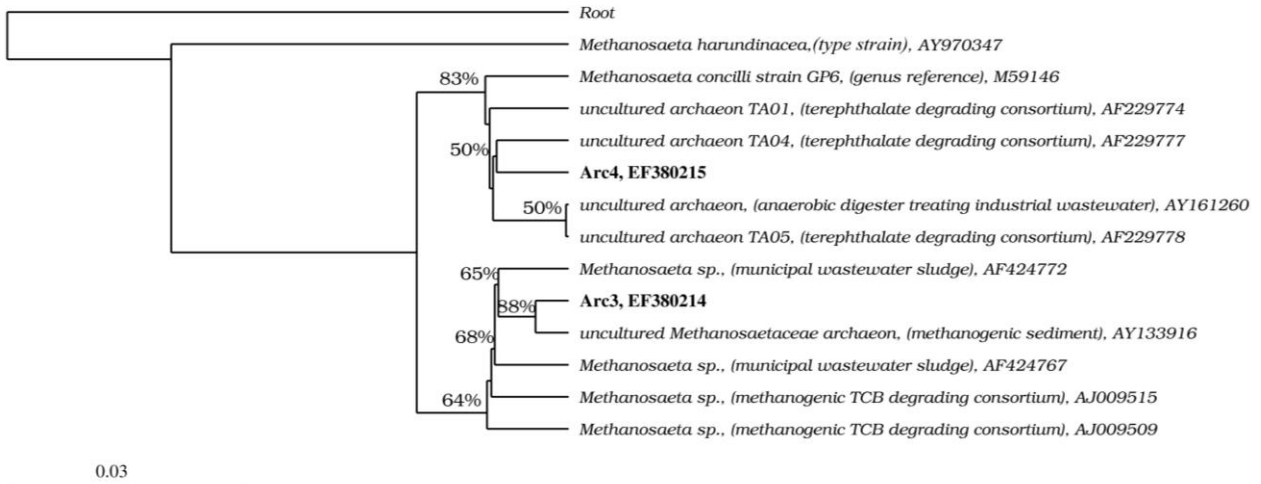 Root
Methanosaeta harundinacea,(type strain), AY970347
83%
Methanosaeta concilli strain GP6, (genus reference), M59146
uncultured archaeon TA01, (terephthalate degrading consortium), AF229774
uncultured archaeon TA04, (terephthalate degrading consortium), AF229777
50%
Arc4, EF380215
50%
uncultured archaeon, (anaerobic digester treating industrial wastewater), AY161260
uncultured archaeon TA05, (terephthalate degrading consortium), AF229778
65%
Methanosaeta sp., (municipal wastewater sludge), AF424772
Arc3, EF380214
88%
uncultured Methanosaetaceae archaeon, (methanogenic sediment), AY133916
68%
Methanosaeta sp., (municipal wastewater sludge), AF424767
Methanosaeta sp., (methanogenic TCB degrading consortium), AJ009515
64%
Methanosaeta sp., (methanogenic TCB degrading consortium), AJ009509
0.03